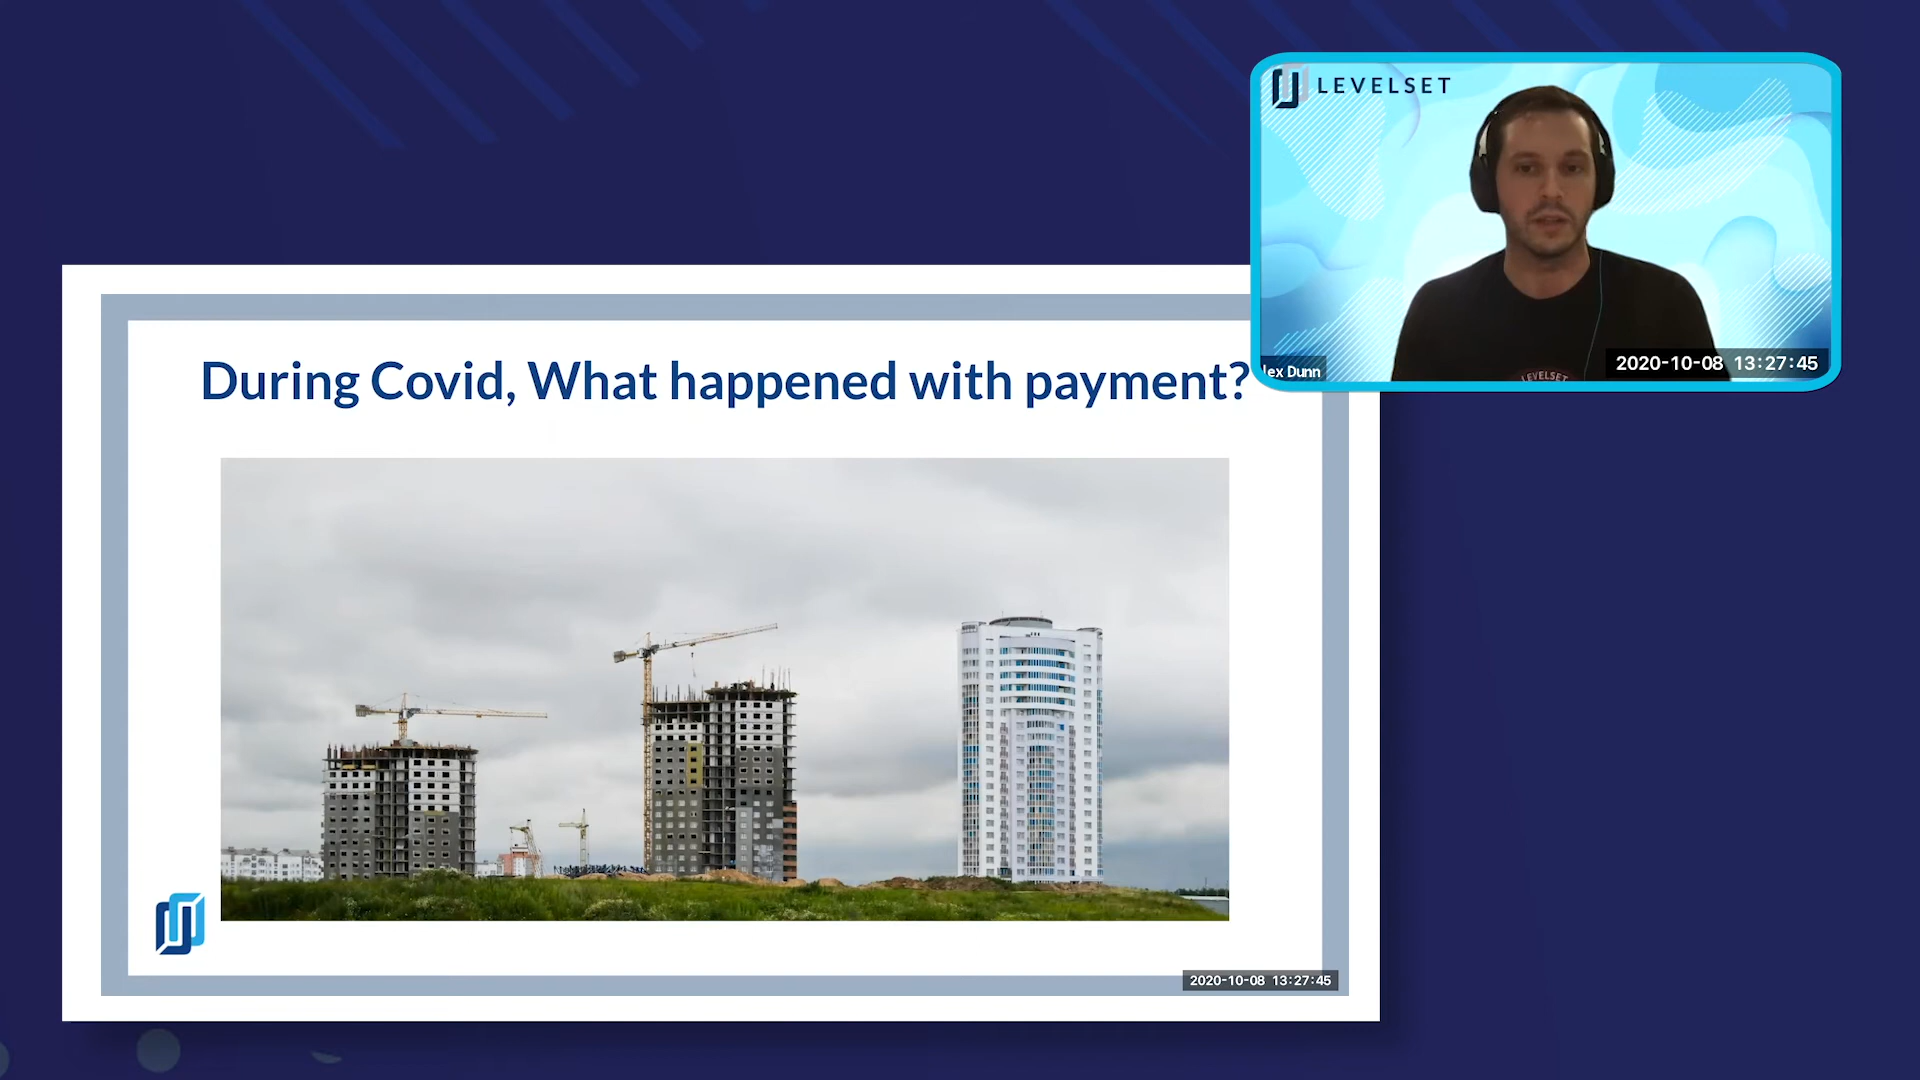 LEVELSET
lex Dunn
2020-10-08 13:27:45
LEVELSET
During Covid, What happened with payment?
2020-10-08 13:27:45